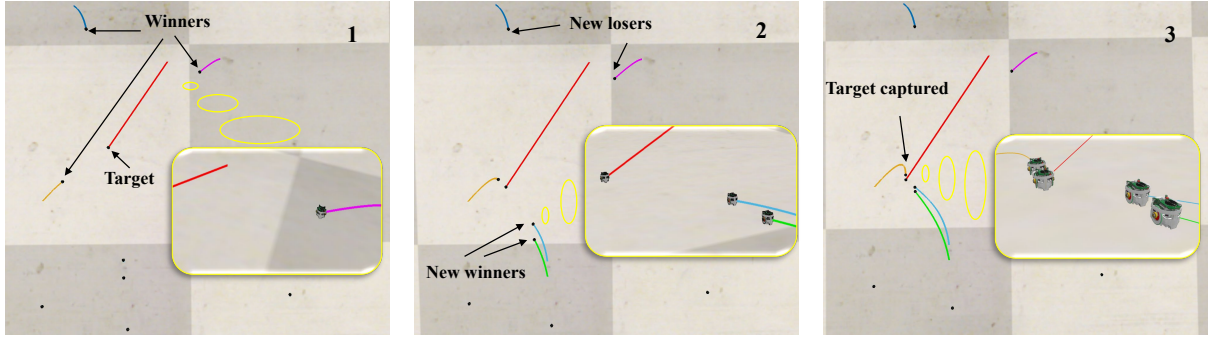 Winners
1
Target
New losers
2
New winners
3
Target captured